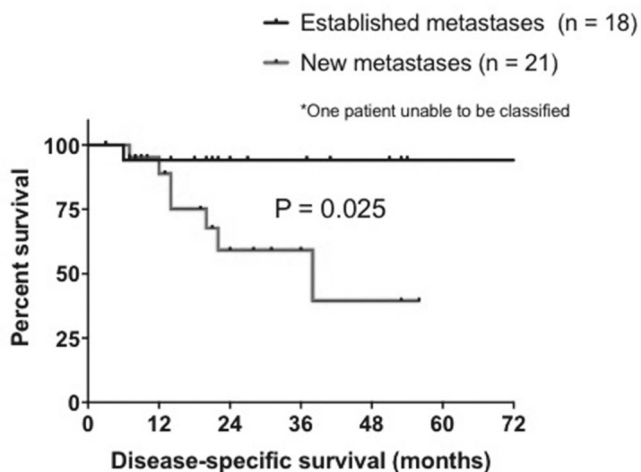 Established metastases (n = 18)
New metastases (n = 21)
*One patient unable to be classified
Percent survival
100
75
50
25
0
P = 0.025
0 12 24 36 48 60 72
Disease-specific survival (months)